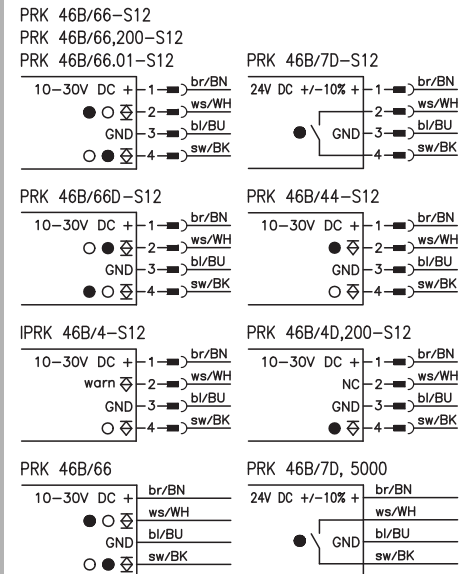 PRK 46B/66-S12
PRK 46B/66,200-S12
PRK 46B/66.01-S12
10-30V DC + 1 br/BN
2 ws/WH
GND 3 bl/BU
4 sw/BK
PRK 46B/7D-S12
24V DC +/-10% + 1 br/BN
2 ws/WH
GND 3 bl/BU
4 sw/BK
PRK 46B/66D-S12
10-30V DC + 1 br/BN
2 ws/WH
GND 3 bl/BU
4 sw/BK
PRK 46B/44-S12
10-30V DC + 1 br/BN
2 ws/WH
GND 3 bl/BU
4 sw/BK
IPRK 46B/4-S12
10-30V DC + 1 br/BN
warn 2 ws/WH
GND 3 bl/BU
4 sw/BK
PRK 46B/4D,200-S12
10-30V DC + 1 br/BN
NC 2 ws/WH
GND 3 bl/BU
4 sw/BK
PRK 46B/66
10-30V DC + br/BN
ws/WH
GND bl/BU
sw/BK
PRK 46B/7D, 5000
24V DC +/-10% + br/BN
ws/WH
GND bl/BU
sw/BK